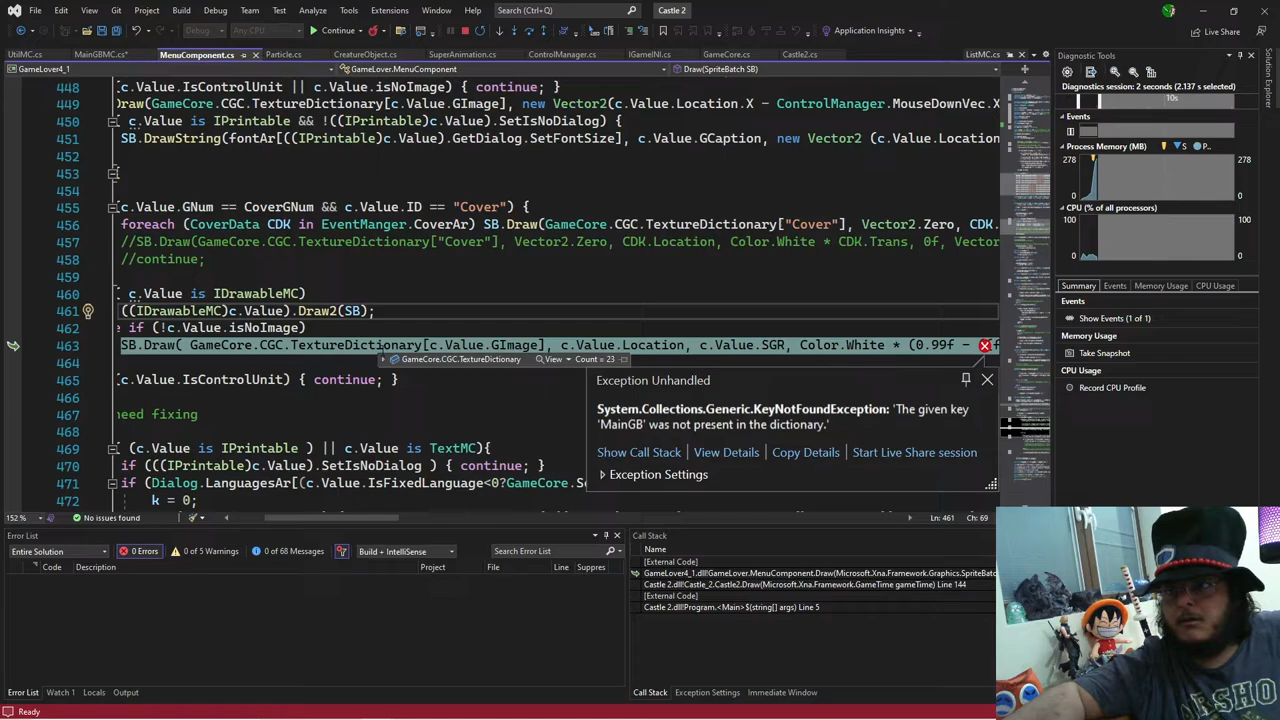 File Edit View Git Project Build Debug Test Analyze Tools Extensions Window Help Search (Ctrl+Q) Castle 2
Debug Any CPU Continue Application Insights Live Share
UtilMC.cs MainGBMC.cs* MenuComponent.cs Particle.cs CreatureObject.cs SuperAnimation.cs ControlManager.cs IGameINI.cs GameCore.cs Castle2.cs ListMC.cs
GameLover4_1 GameLover.MenuComponent Draw(SpriteBatch SB)
448 c.Value.IsControlUnit || c.Value.isNoImage) { continue; }
449 Draw(GameCore.CGC.TextureDictionary[c.Value.GImage], new Vector2(c.Value.Location.X - ControlManager.MouseDownVec.X
450 c.Value is IPrintable && ((IPrintable)c.Value).SetIsNoDialog) {
451 SB.DrawString(fontAr[((IPrintable)c.Value).GetDialog.SetFontSize], c.Value.GCaptin, new Vector2 (c.Value.Location
452
453
454
455 c.Value.GNum == CoverGNum && c.Value.ID == "Cover") {
456 foreach (CoverData CDK in EventManger.CoverAr) SB.Draw(GameCore.CGC.TextureDictionary["Cover"], Vector2.Zero, CDK.
457 //SB.Draw(GameCore.CGC.TextureDictionary["Cover"], Vector2.Zero, CDK.Location, Color.White * CDK.Trans, 0f, Vector
458 //continue;
459
460 c.Value is IDrawableMC)
461 ((IDrawableMC)c.Value).Draw2(SB);
462 e if (!c.Value.isNoImage)
463 SB.Draw( GameCore.CGC.TextureDictionary[c.Value.GImage], c.Value.Location, c.Value.GR, Color.White * (0.99f -
GameCore.CGC.TextureDictionary View Count = 23
465 c.Value.IsControlUnit) { continue; }
466
467 need fixing
468
469 (c.Value is IPrintable || c.Value is TextMC){
470 if (((IPrintable)c.Value).SetIsNoDialog ) { continue; }
471 if (Dialog.LanguagesAr[(c.Value.IsFixedLanguage?0:GameCore.Se
472 k = 0;
Exception Unhandled
System.Collections.Generic.KeyNotFoundException: 'The given key
'MainGB' was not present in the dictionary.'
Show Call Stack View Details Copy Details Start Live Share session
Exception Settings
152 % No issues found Ln: 461 Ch: 69
Error List
Entire Solution 0 Errors 0 of 5 Warnings 0 of 68 Messages Build + IntelliSense Search Error List
Code Description Project File Line Suppres
Error List Watch 1 Locals Output
Call Stack
Name
[External Code]
GameLover4_1.dll!GameLover.MenuComponent.Draw(Microsoft.Xna.Framework.Graphics.SpriteBatc
Castle 2.dll!Castle_2.Castle2.Draw(Microsoft.Xna.Framework.GameTime gameTime) Line 144
[External Code]
Castle 2.dll!Program.<Main>$(string[] args) Line 5
Call Stack Exception Settings Immediate Window
Diagnostic Tools
Diagnostics session: 2 seconds (2.137 s selected)
10s
Events
Process Memory (MB) S P...
278 278
0 0
CPU (% of all processors)
100 100
0 0
Summary Events Memory Usage CPU Usage
Events
Show Events (1 of 1)
Memory Usage
Take Snapshot
CPU Usage
Record CPU Profile
Solution Explorer
Ready